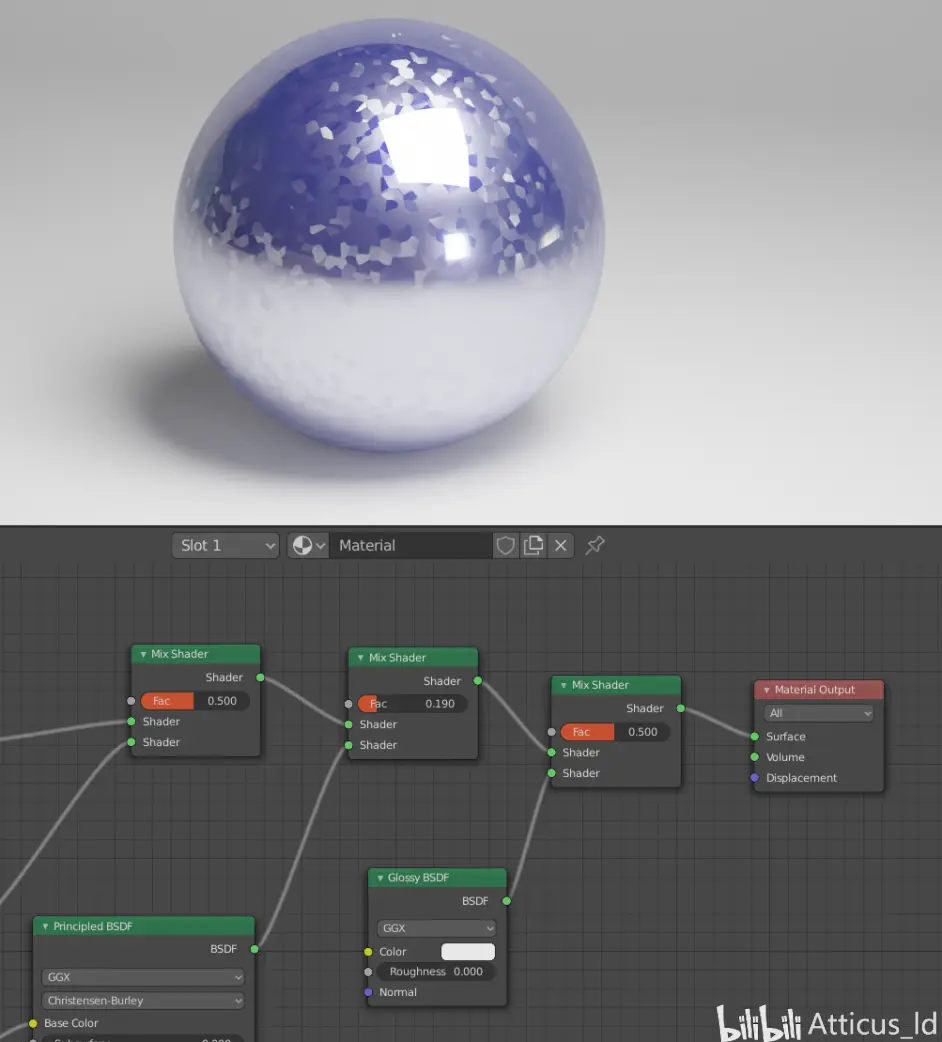 Slot 1
Material
Mix Shader
Shader
Fac 0.500
Shader
Shader
Mix Shader
Shader
Fac 0.190
Shader
Shader
Mix Shader
Shader
Fac 0.500
Shader
Shader
Material Output
All
Surface
Volume
Displacement
Glossy BSDF
BSDF
GGX
Color
Roughness 0.000
Normal
Principled BSDF
BSDF
GGX
Christensen-Burley
Base Color
bilibili Atticus_ld